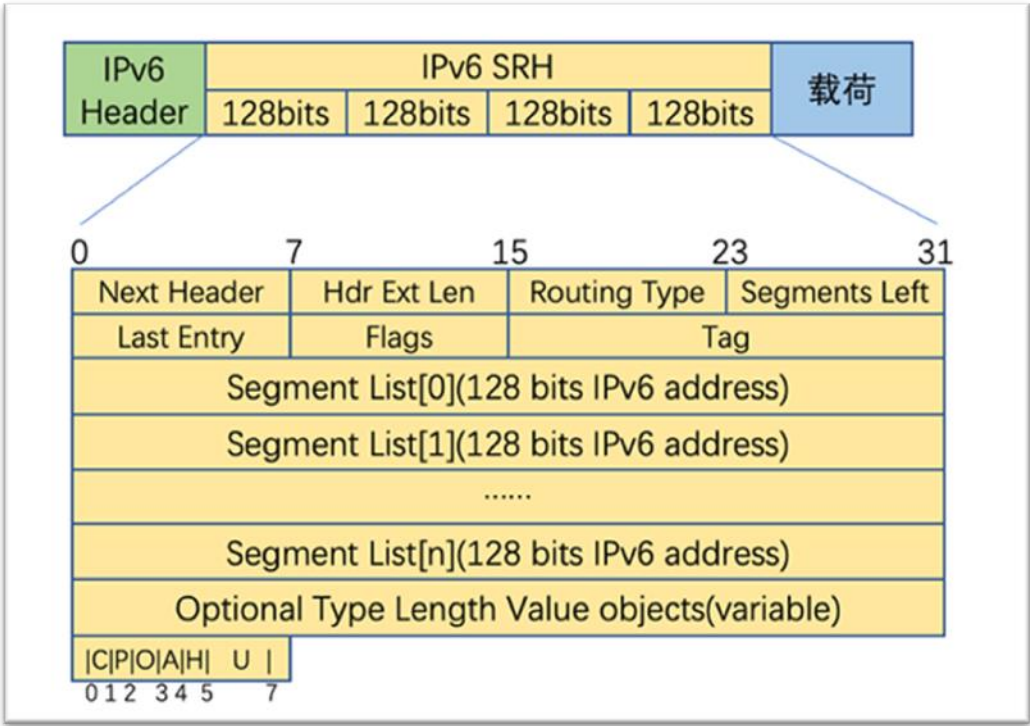 IPv6 Header
IPv6 SRH
128bits 128bits 128bits 128bits
载荷
0 7 15 23 31
Next Header Hdr Ext Len Routing Type Segments Left
Last Entry Flags Tag
Segment List[0](128 bits IPv6 address)
Segment List[1](128 bits IPv6 address)
......
Segment List[n](128 bits IPv6 address)
Optional Type Length Value objects(variable)
|C|P|O|A|H| U |
0 1 2 3 4 5 7